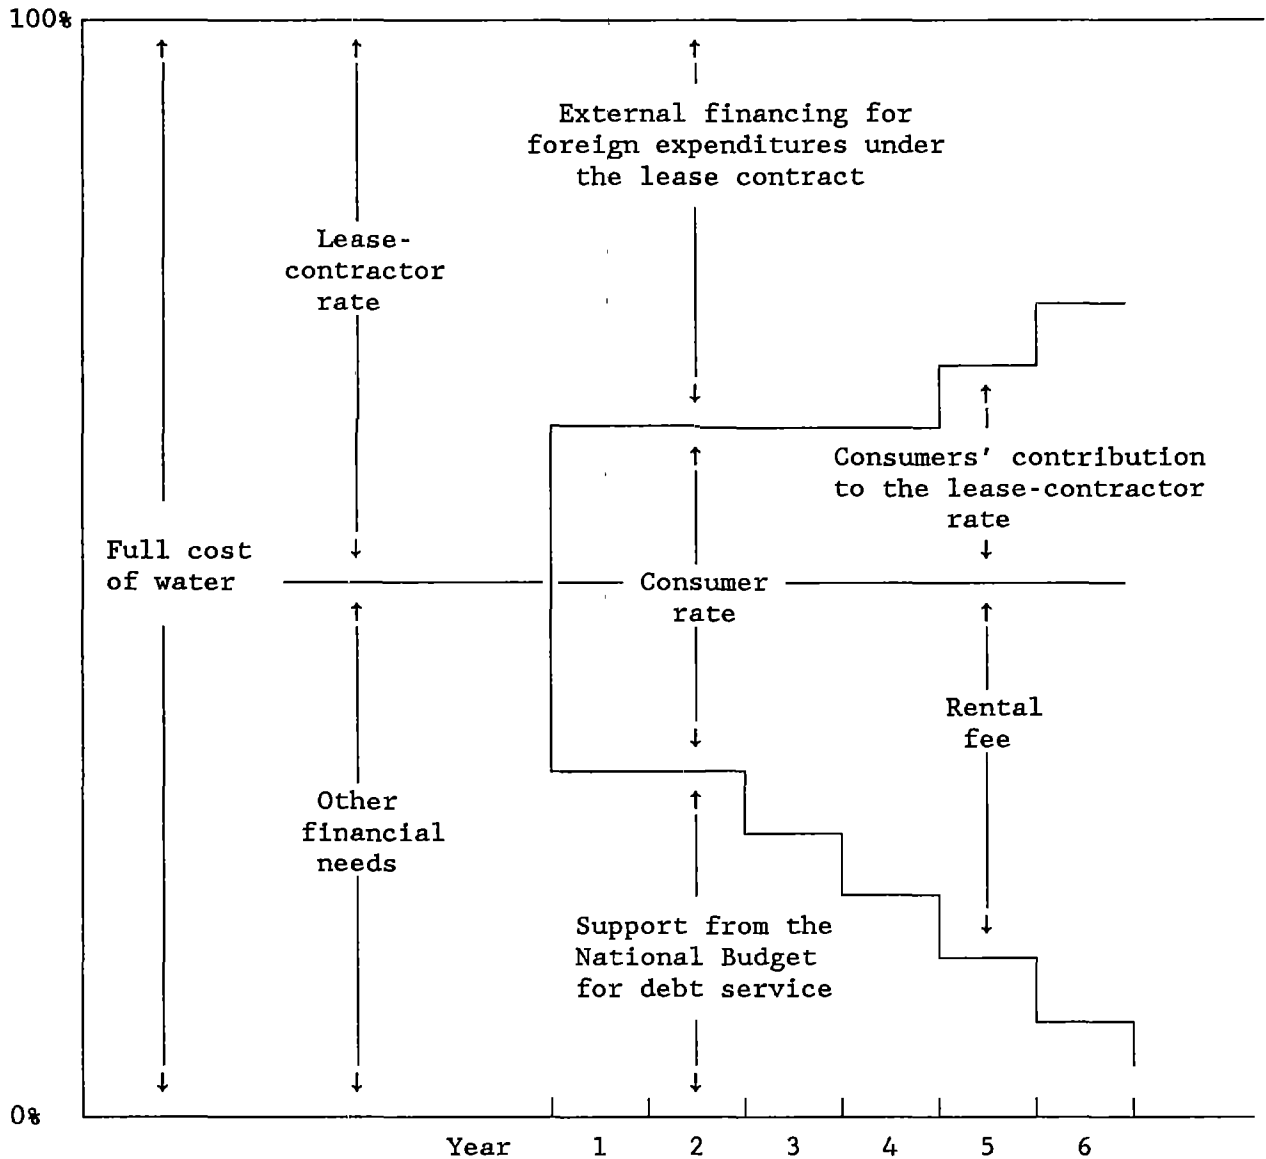 100%
External financing for
foreign expenditures under
the lease contract
Lease-
contractor
rate
Consumers' contribution
to the lease-contractor
rate
Full cost
of water
Consumer
rate
Rental
fee
Other
financial
needs
Support from the
National Budget
for debt service
0%
Year 1 2 3 4 5 6